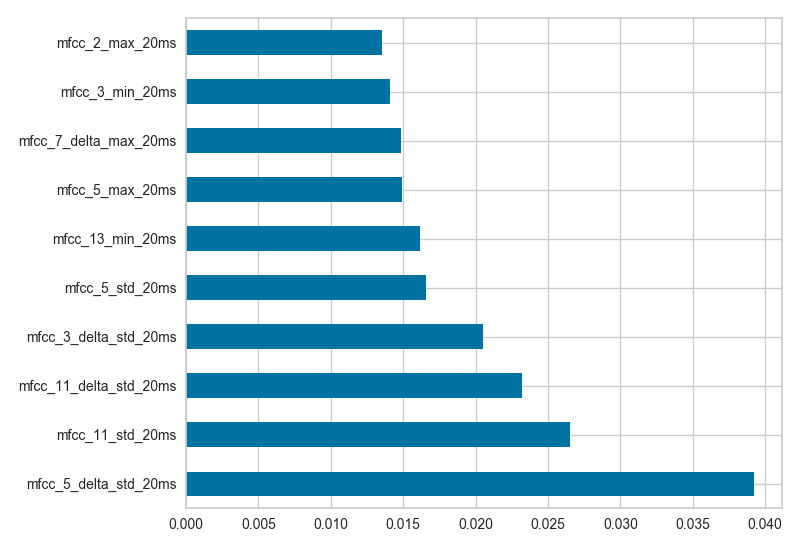 mfcc_2_max_20ms
mfcc_3_min_20ms
mfcc_7_delta_max_20ms
mfcc_5_max_20ms
mfcc_13_min_20ms
mfcc_5_std_20ms
mfcc_3_delta_std_20ms
mfcc_11_delta_std_20ms
mfcc_11_std_20ms
mfcc_5_delta_std_20ms
0.000 0.005 0.010 0.015 0.020 0.025 0.030 0.035 0.040